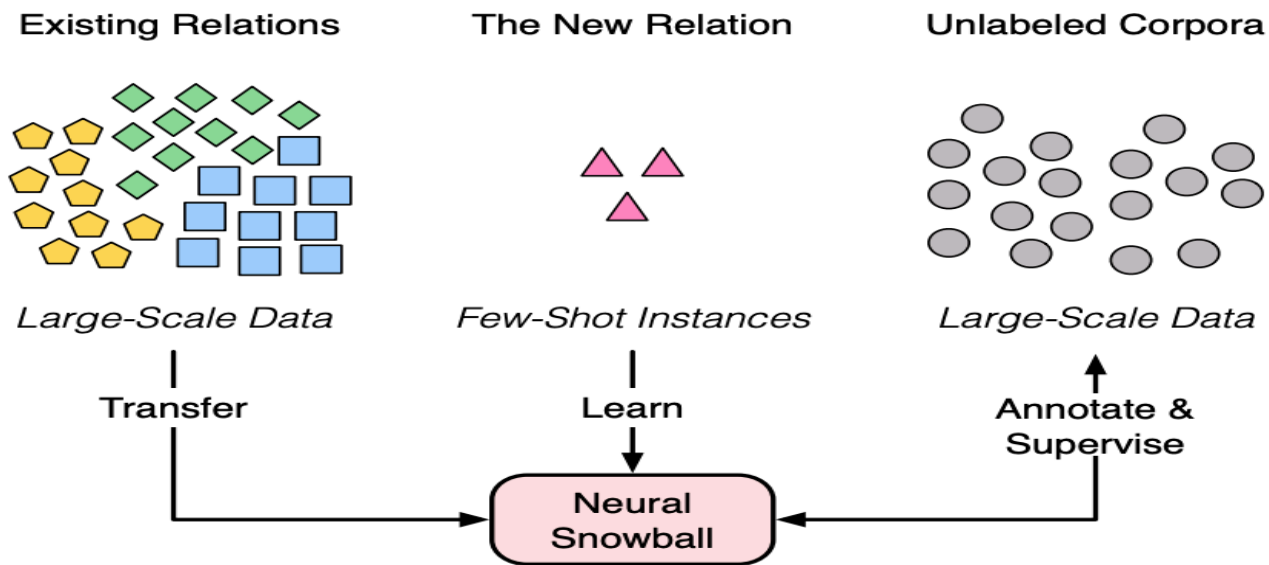 Existing Relations
The New Relation
Unlabeled Corpora
Large-Scale Data
Few-Shot Instances
Large-Scale Data
Transfer
Learn
Annotate &
Supervise
Neural
Snowball